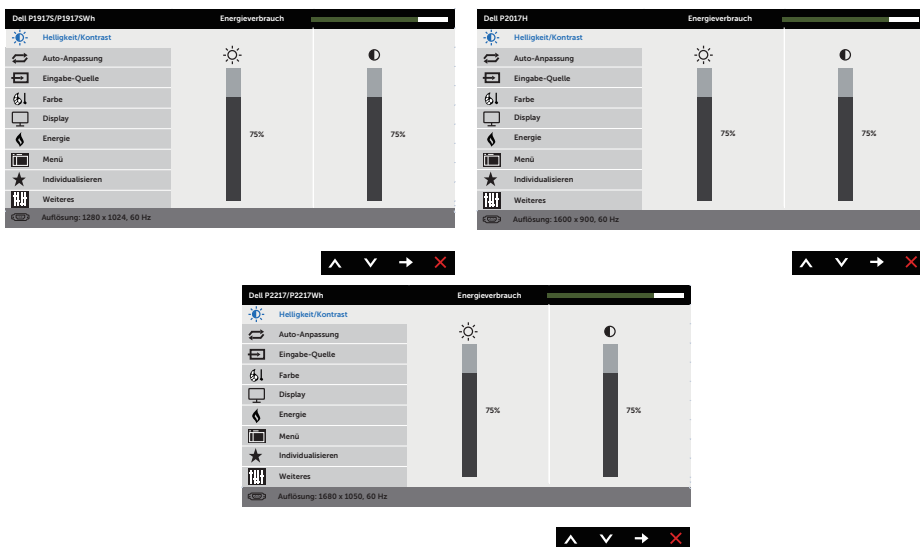 Dell P1917S/P1917SWh Energieverbrauch
Helligkeit/Kontrast
Auto-Anpassung
Eingabe-Quelle
Farbe
Display
Energie
Menü
Individualisieren
Weiteres
75% 75%
Auflösung: 1280 x 1024, 60 Hz
Dell P2017H Energieverbrauch
Helligkeit/Kontrast
Auto-Anpassung
Eingabe-Quelle
Farbe
Display
Energie
Menü
Individualisieren
Weiteres
75% 75%
Auflösung: 1600 x 900, 60 Hz
Dell P2217/P2217Wh Energieverbrauch
Helligkeit/Kontrast
Auto-Anpassung
Eingabe-Quelle
Farbe
Display
Energie
Menü
Individualisieren
Weiteres
75% 75%
Auflösung: 1680 x 1050, 60 Hz